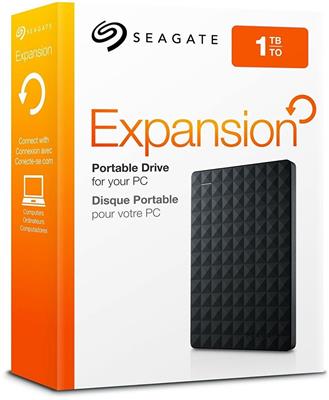 SEAGATE
1 TB
TO
Expansion
Portable Drive
for your PC
Disque Portable
pour votre PC
Expansion
Connect with
Connexion avec
Conecte-se com
Computers
Ordinateurs
Computadores